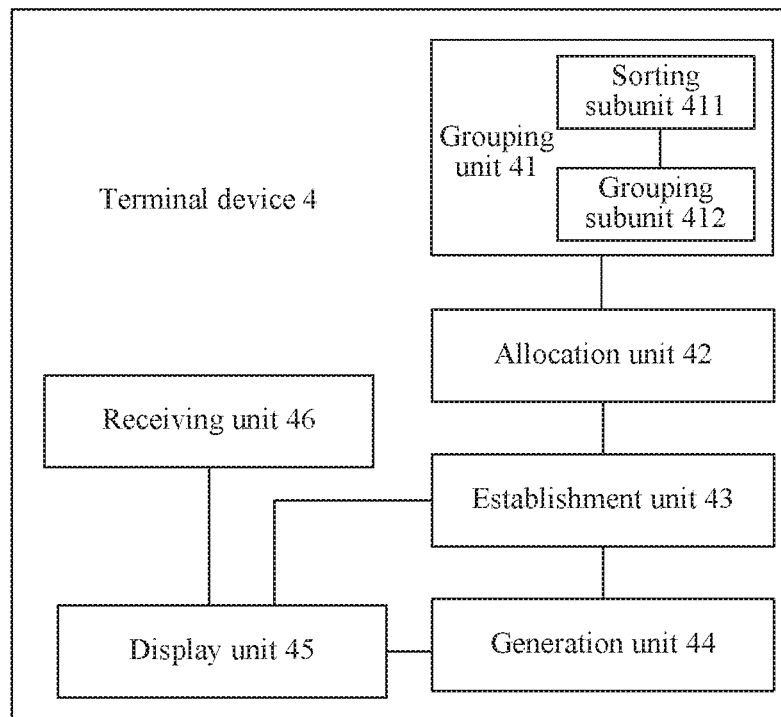 Sorting
subunit 411
Grouping
unit 41
Grouping
subunit 412
Terminal device 4
Allocation unit 42
Receiving unit 46
Establishment unit 43
Display unit 45
Generation unit 44